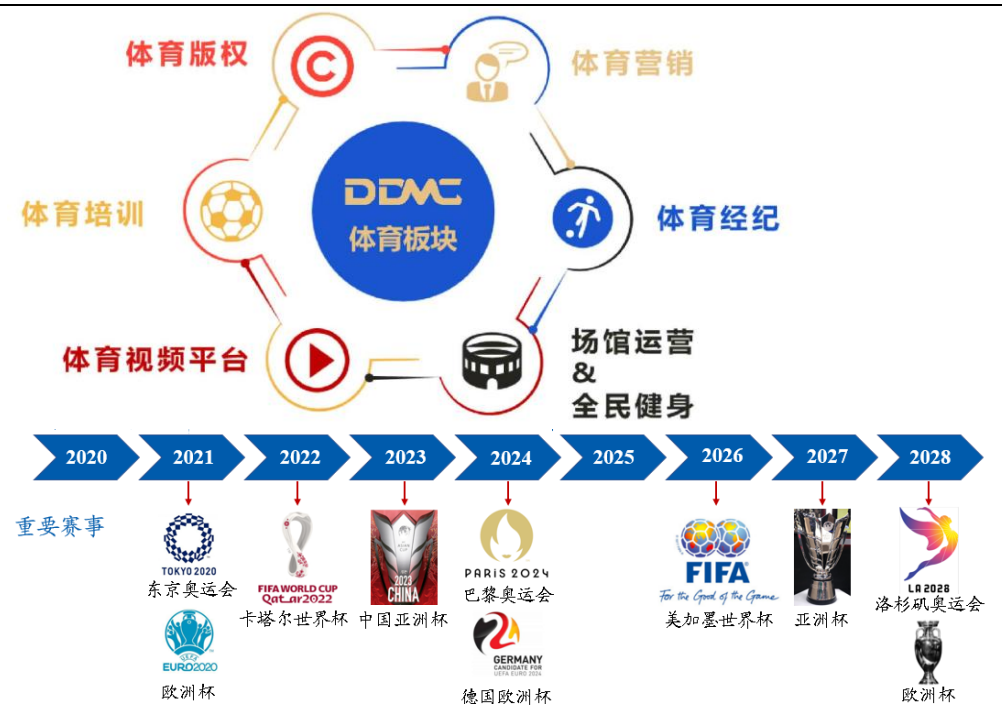 体育版权
C
体育营销
体育培训
DDMC
体育板块
体育经纪
体育视频平台
场馆运营
&
全民健身
2020
2021
2022
2023
2024
2025
2026
2027
2028
重要赛事
TOKYO 2020
东京奥运会
UEFA
EURO2020
欧洲杯
FIFA WORLD CUP
Qatar2022
卡塔尔世界杯
ASIAN
CUP
2023
CHINA
中国亚洲杯
PARIS 2024
巴黎奥运会
GERMANY
CANDIDATE FOR
UEFA EURO 2024
德国欧洲杯
FIFA
For the Good of the Game
美加墨世界杯
亚洲杯
LA 2028
洛杉矶奥运会
欧洲杯